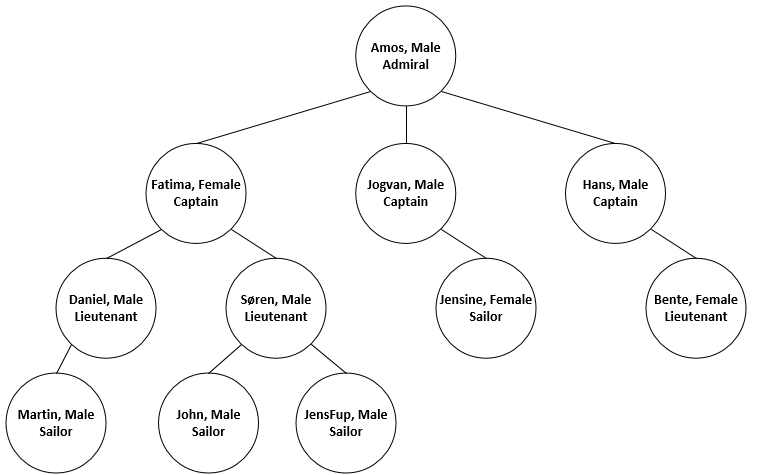 Amos, Male
Admiral
Fatima, Female
Captain
Jogvan, Male
Captain
Hans, Male
Captain
Daniel, Male
Lieutenant
Søren, Male
Lieutenant
Jensine, Female
Sailor
Bente, Female
Lieutenant
Martin, Male
Sailor
John, Male
Sailor
JensFup, Male
Sailor